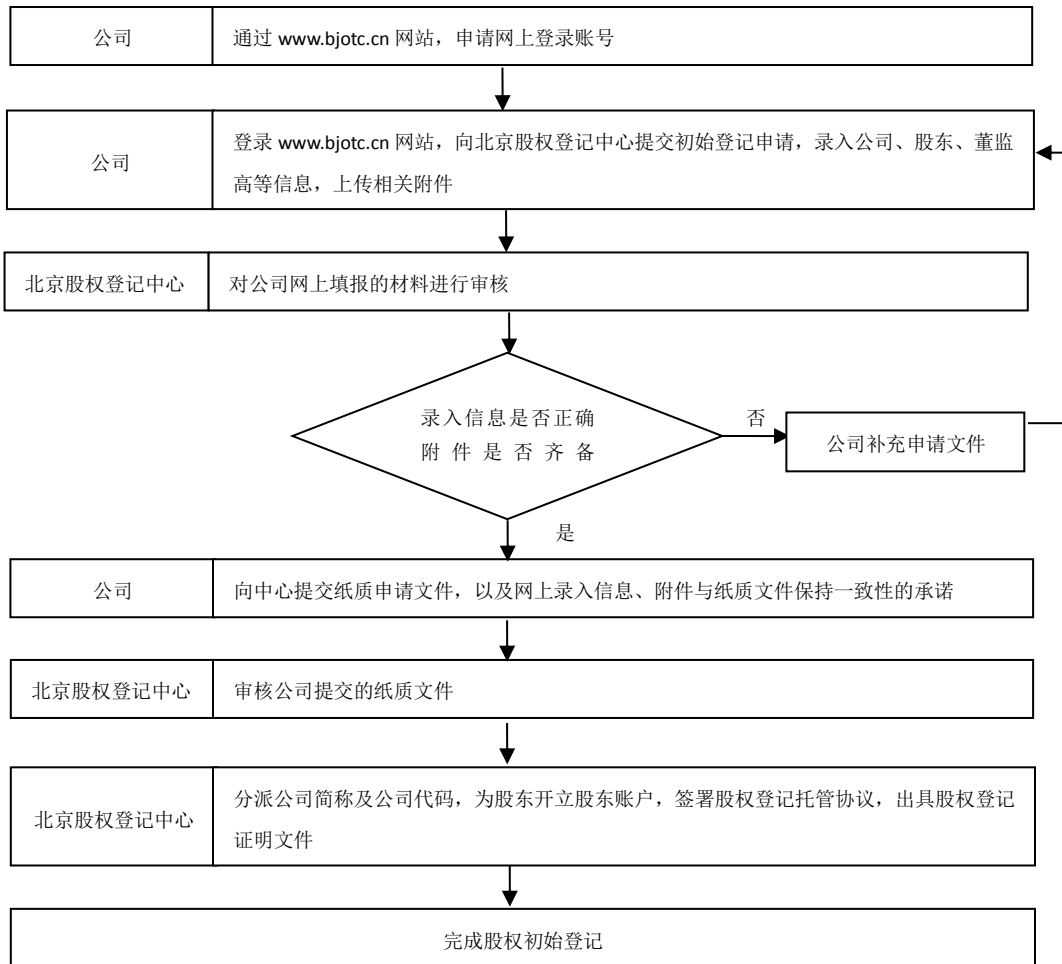 公司
通过 www.bjotc.cn 网站，申请网上登录账号
公司
登录 www.bjotc.cn 网站，向北京股权登记中心提交初始登记申请，录入公司、股东、董监
高等信息，上传相关附件
北京股权登记中心
对公司网上填报的材料进行审核
录入信息是否正确
附件是否齐备
否
公司补充申请文件
是
公司
向中心提交纸质申请文件，以及网上录入信息、附件与纸质文件保持一致性的承诺
北京股权登记中心
审核公司提交的纸质文件
北京股权登记中心
分派公司简称及公司代码，为股东开立股东账户，签署股权登记托管协议，出具股权登记
证明文件
完成股权初始登记